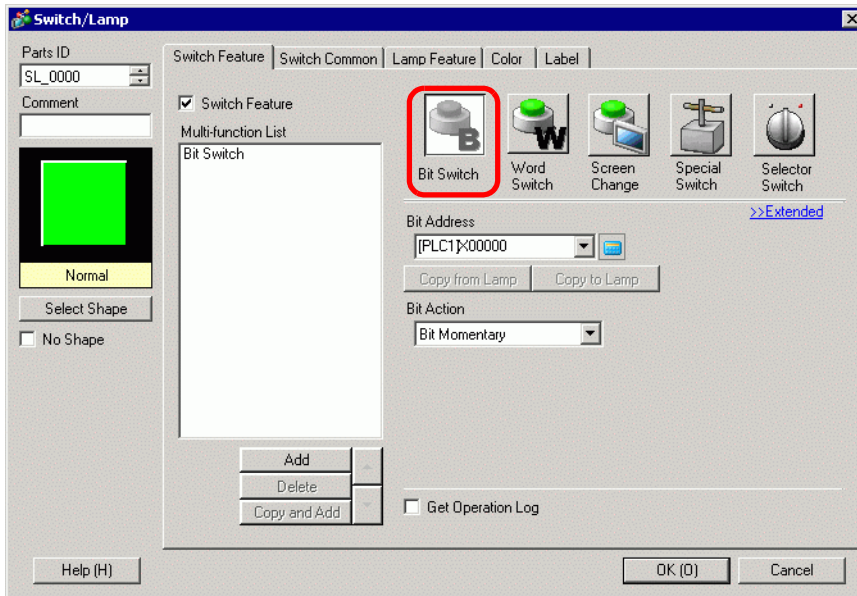 Switch/Lamp
Parts ID
SL_0000
Comment
Normal
Select Shape
No Shape
Switch Feature
Switch Common
Lamp Feature
Color
Label
Switch Feature
Multi-function List
Bit Switch
Add
Delete
Copy and Add
B
Bit Switch
W
Word
Switch
Screen
Change
Special
Switch
Selector
Switch
>>Extended
Bit Address
[PLC1]X00000
Copy from Lamp
Copy to Lamp
Bit Action
Bit Momentary
Get Operation Log
Help (H)
OK (O)
Cancel